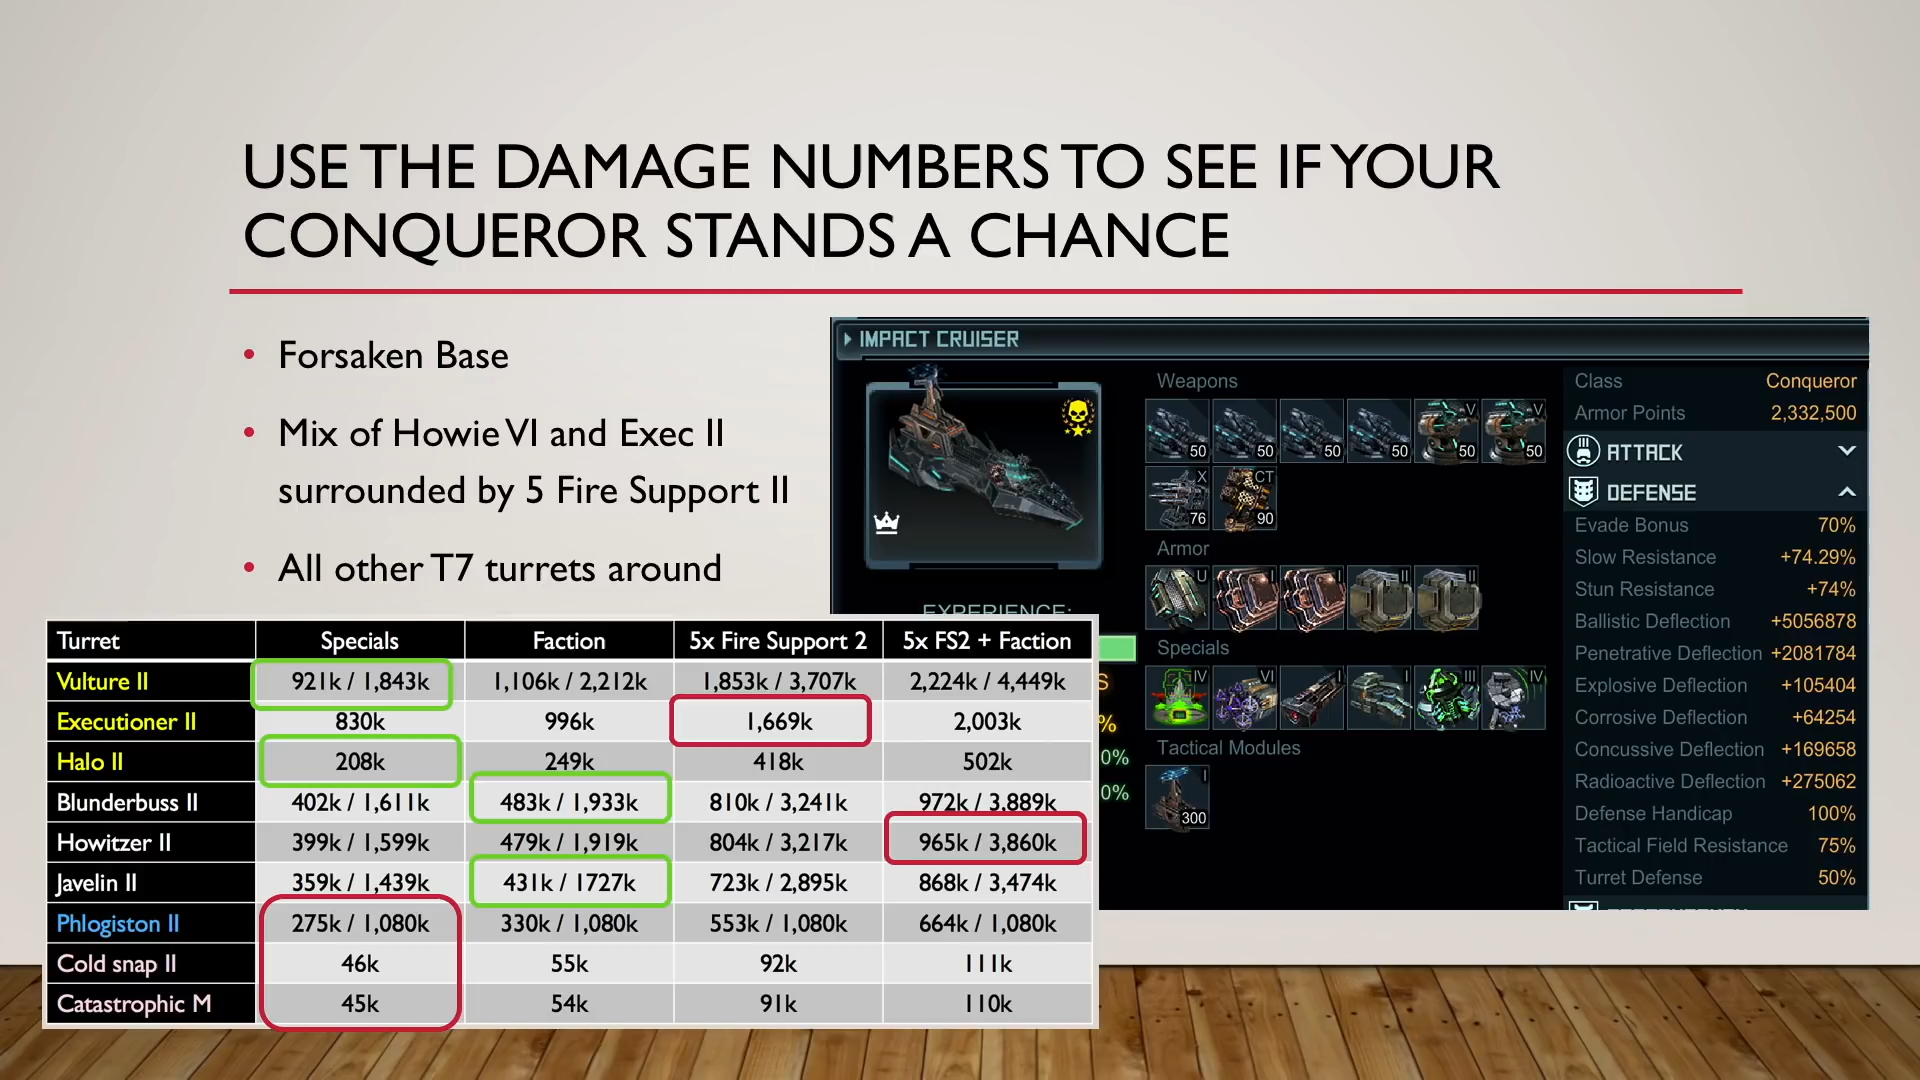 USE THE DAMAGE NUMBERS TO SEE IF YOUR
CONQUEROR STANDS A CHANCE
• Forsaken Base
• Mix of Howie VI and Exec II
surrounded by 5 Fire Support II
• All other T7 turrets around
IMPACT CRUISER
Weapons
50 50 50 50 V 50 V 50
X 76 CT 90
Armor
U I I II II
EXPERIENCE:
Specials
IV VI I I III IV
Tactical Modules
I 300
S
%
0%
0%
Class Conqueror
Armor Points 2,332,500
ATTACK
DEFENSE
Evade Bonus 70%
Slow Resistance +74.29%
Stun Resistance +74%
Ballistic Deflection +5056878
Penetrative Deflection +2081784
Explosive Deflection +105404
Corrosive Deflection +64254
Concussive Deflection +169658
Radioactive Deflection +275062
Defense Handicap 100%
Tactical Field Resistance 75%
Turret Defense 50%
Turret Specials Faction 5x Fire Support 2 5x FS2 + Faction
Vulture II 921k / 1,843k 1,106k / 2,212k 1,853k / 3,707k 2,224k / 4,449k
Executioner II 830k 996k 1,669k 2,003k
Halo II 208k 249k 418k 502k
Blunderbuss II 402k / 1,611k 483k / 1,933k 810k / 3,241k 972k / 3,889k
Howitzer II 399k / 1,599k 479k / 1,919k 804k / 3,217k 965k / 3,860k
Javelin II 359k / 1,439k 431k / 1727k 723k / 2,895k 868k / 3,474k
Phlogiston II 275k / 1,080k 330k / 1,080k 553k / 1,080k 664k / 1,080k
Cold snap II 46k 55k 92k 111k
Catastrophic M 45k 54k 91k 110k